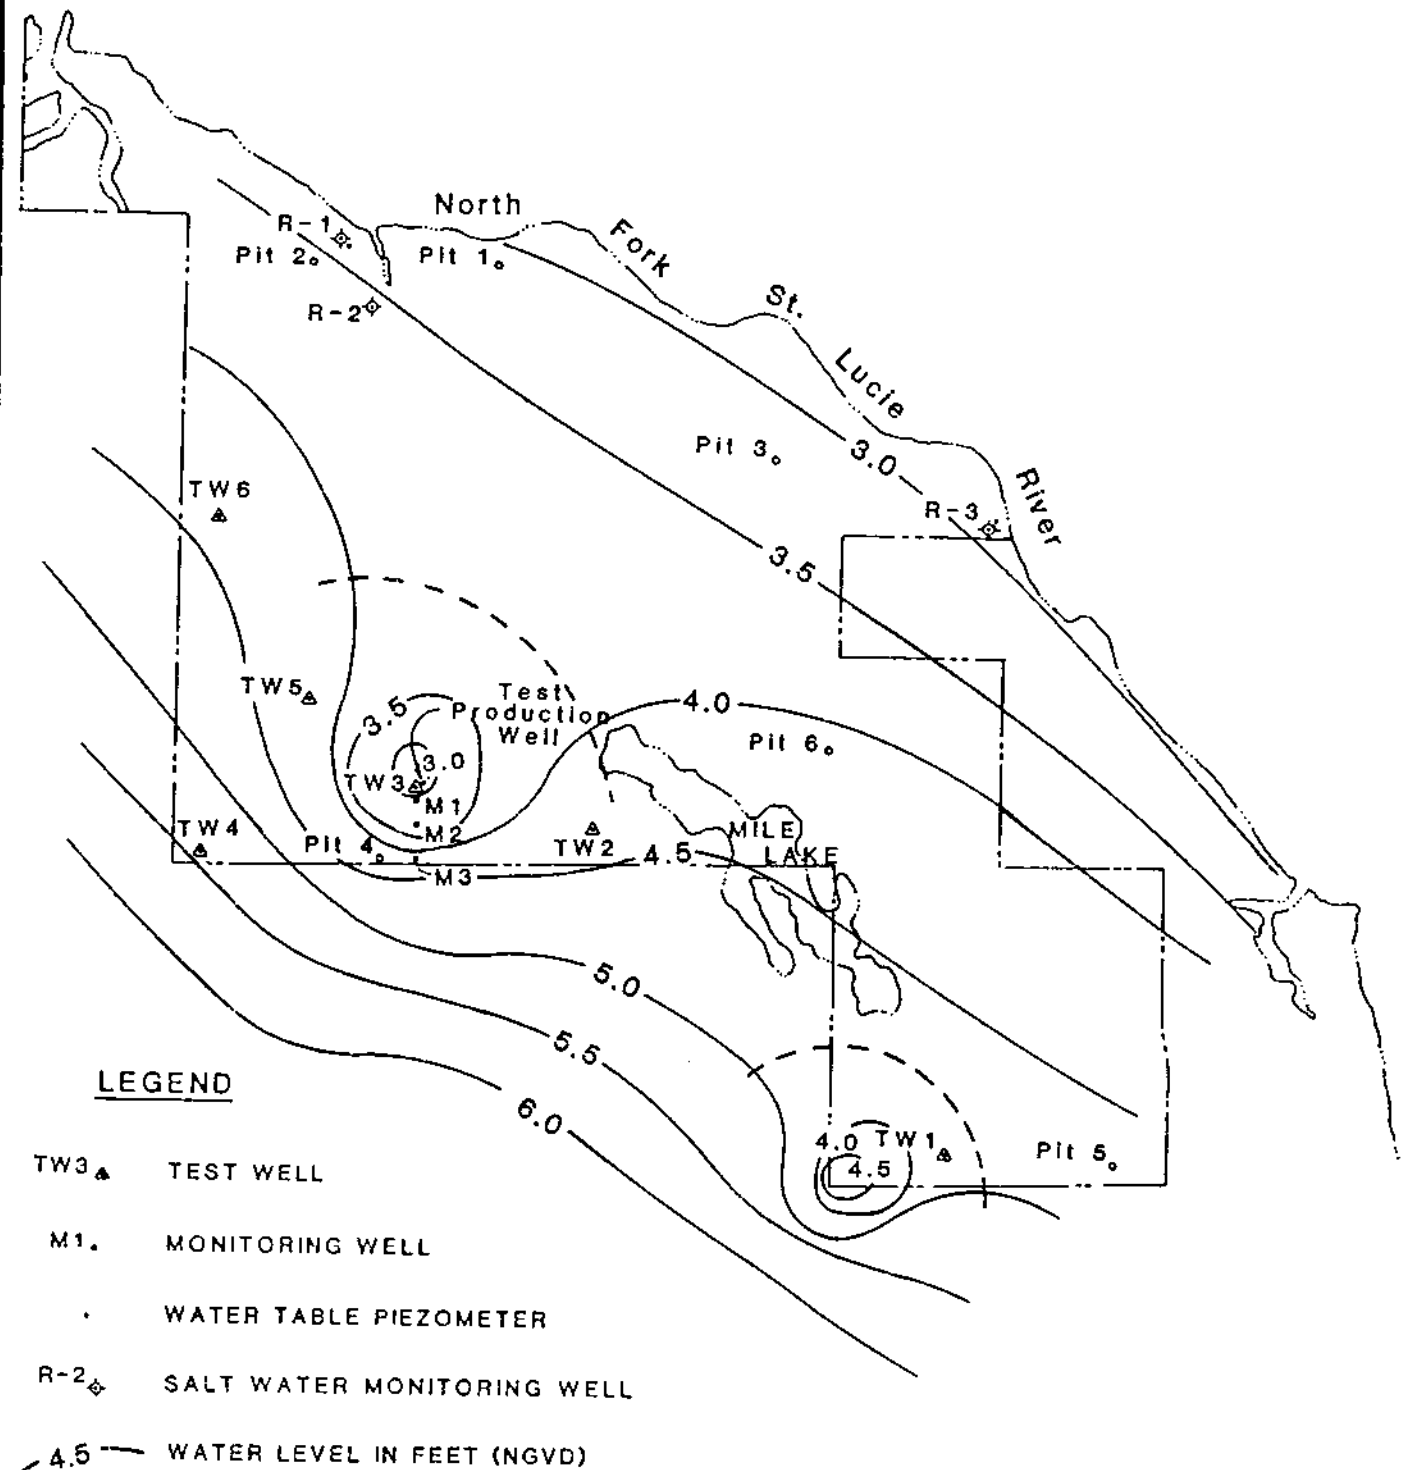 North
Fork
St.
Lucie
River
R-1
Pit 2
Pit 1
R-2
Pit 3
3.0
TW6
R-3
3.5
TW5
Test
Production
Well
3.5
4.0
Pit 6
3.0
TW3
M1
M2
TW4
Pit 4
TW2
MILE
LAKE
4.5
M3
5.0
5.5
6.0
4.0
TW1
4.5
Pit 5
LEGEND
TW3 TEST WELL
M1. MONITORING WELL
WATER TABLE PIEZOMETER
R-2 SALT WATER MONITORING WELL
4.5 WATER LEVEL IN FEET (NGVD)